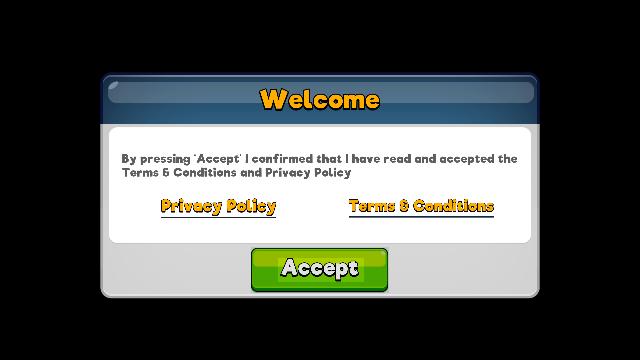 Welcome
By pressing 'Accept' I confirmed that I have read and accepted the
Terms & Conditions and Privacy Policy
Privacy Policy Terms & Conditions
Accept